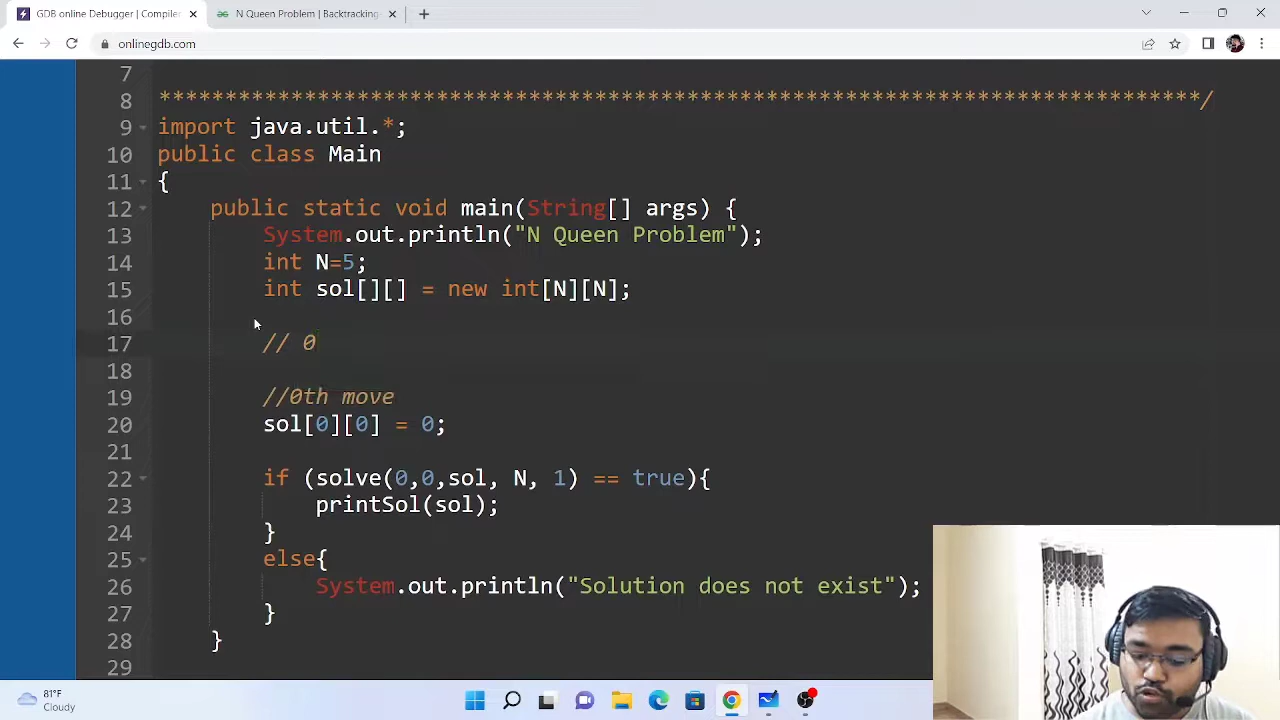 GDB online Debugger | Compiler
N Queen Problem | Backtracking-
onlinegdb.com
7
8 ********************************************************************************/
9 import java.util.*;
10 public class Main
11 {
12 public static void main(String[] args) {
13 System.out.println("N Queen Problem");
14 int N=5;
15 int sol[][] = new int[N][N];
16
17 // 0
18
19 //0th move
20 sol[0][0] = 0;
21
22 if (solve(0,0,sol, N, 1) == true){
23 printSol(sol);
24 }
25 else{
26 System.out.println("Solution does not exist");
27 }
28 }
29
81°F
Cloudy